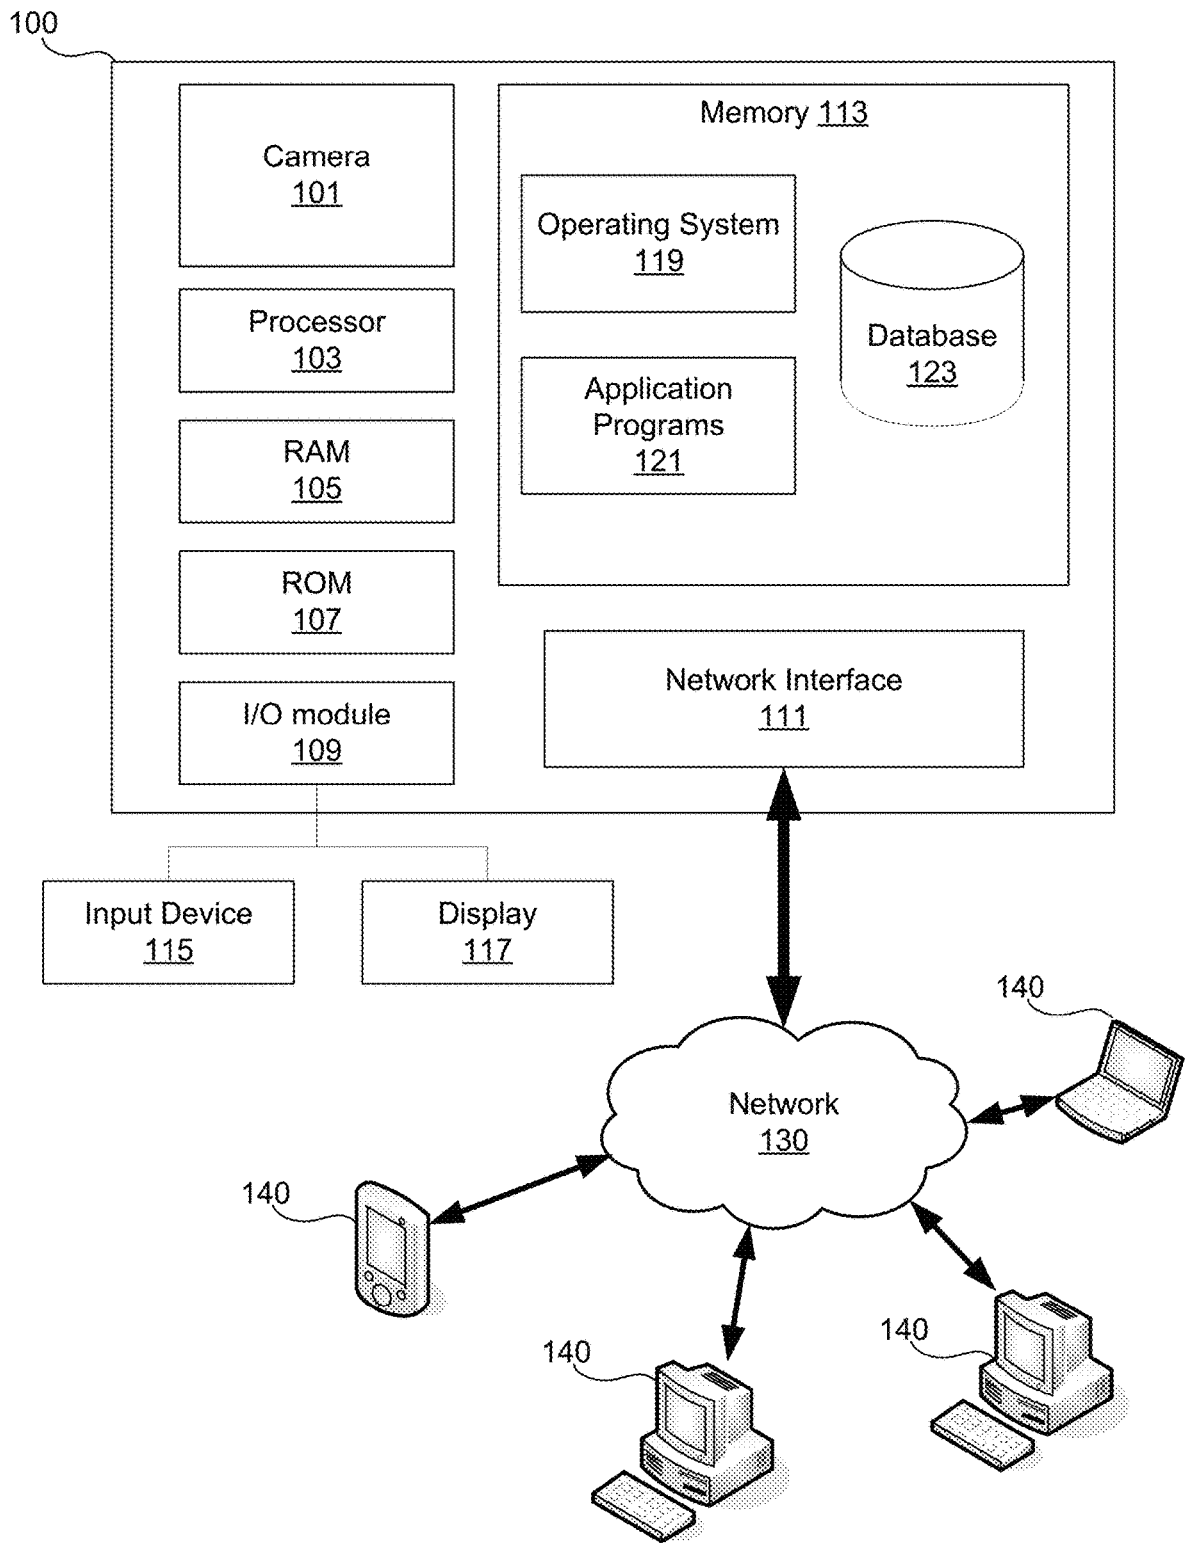 100
Camera
101
Processor
103
RAM
105
ROM
107
I/O module
109
Memory 113
Operating System
119
Application
Programs
121
Database
123
Network Interface
111
Input Device
115
Display
117
Network
130
140
140
140
140